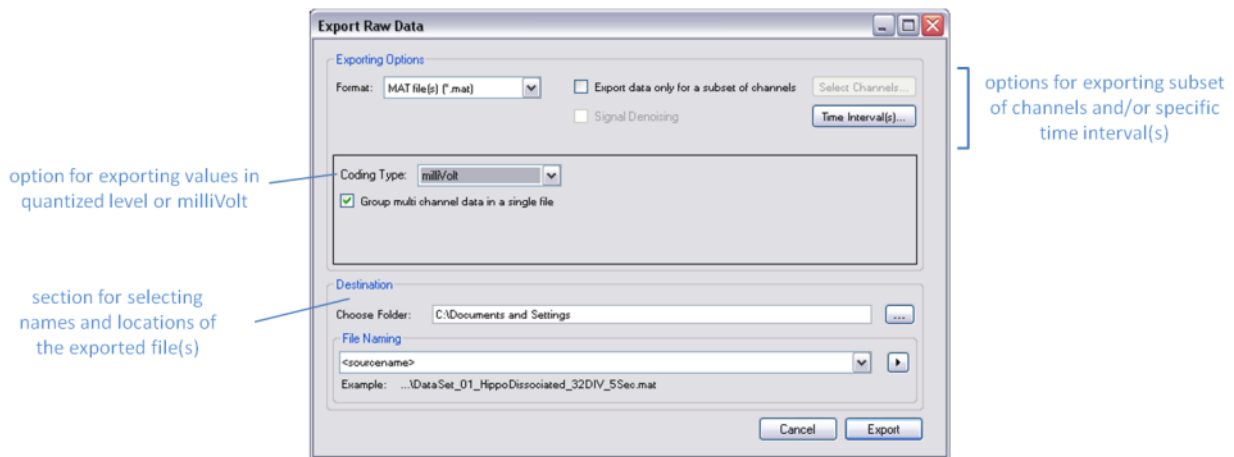 Export Raw Data
Exporting Options
Format: MAT file(s) (*.mat) Export data only for a subset of channels Select Channels...
Signal Denoising Time Interval(s)...
options for exporting subset
of channels and/or specific
time interval(s)
option for exporting values in
quantized level or milliVolt
Coding Type: milliVolt
Group multi channel data in a single file
section for selecting
names and locations of
the exported file(s)
Destination
Choose Folder: C:\Documents and Settings ...
File Naming
<sourcename>
Example: ...\DataSet_01_HippoDissociated_32DIV_5Sec.mat
Cancel Export